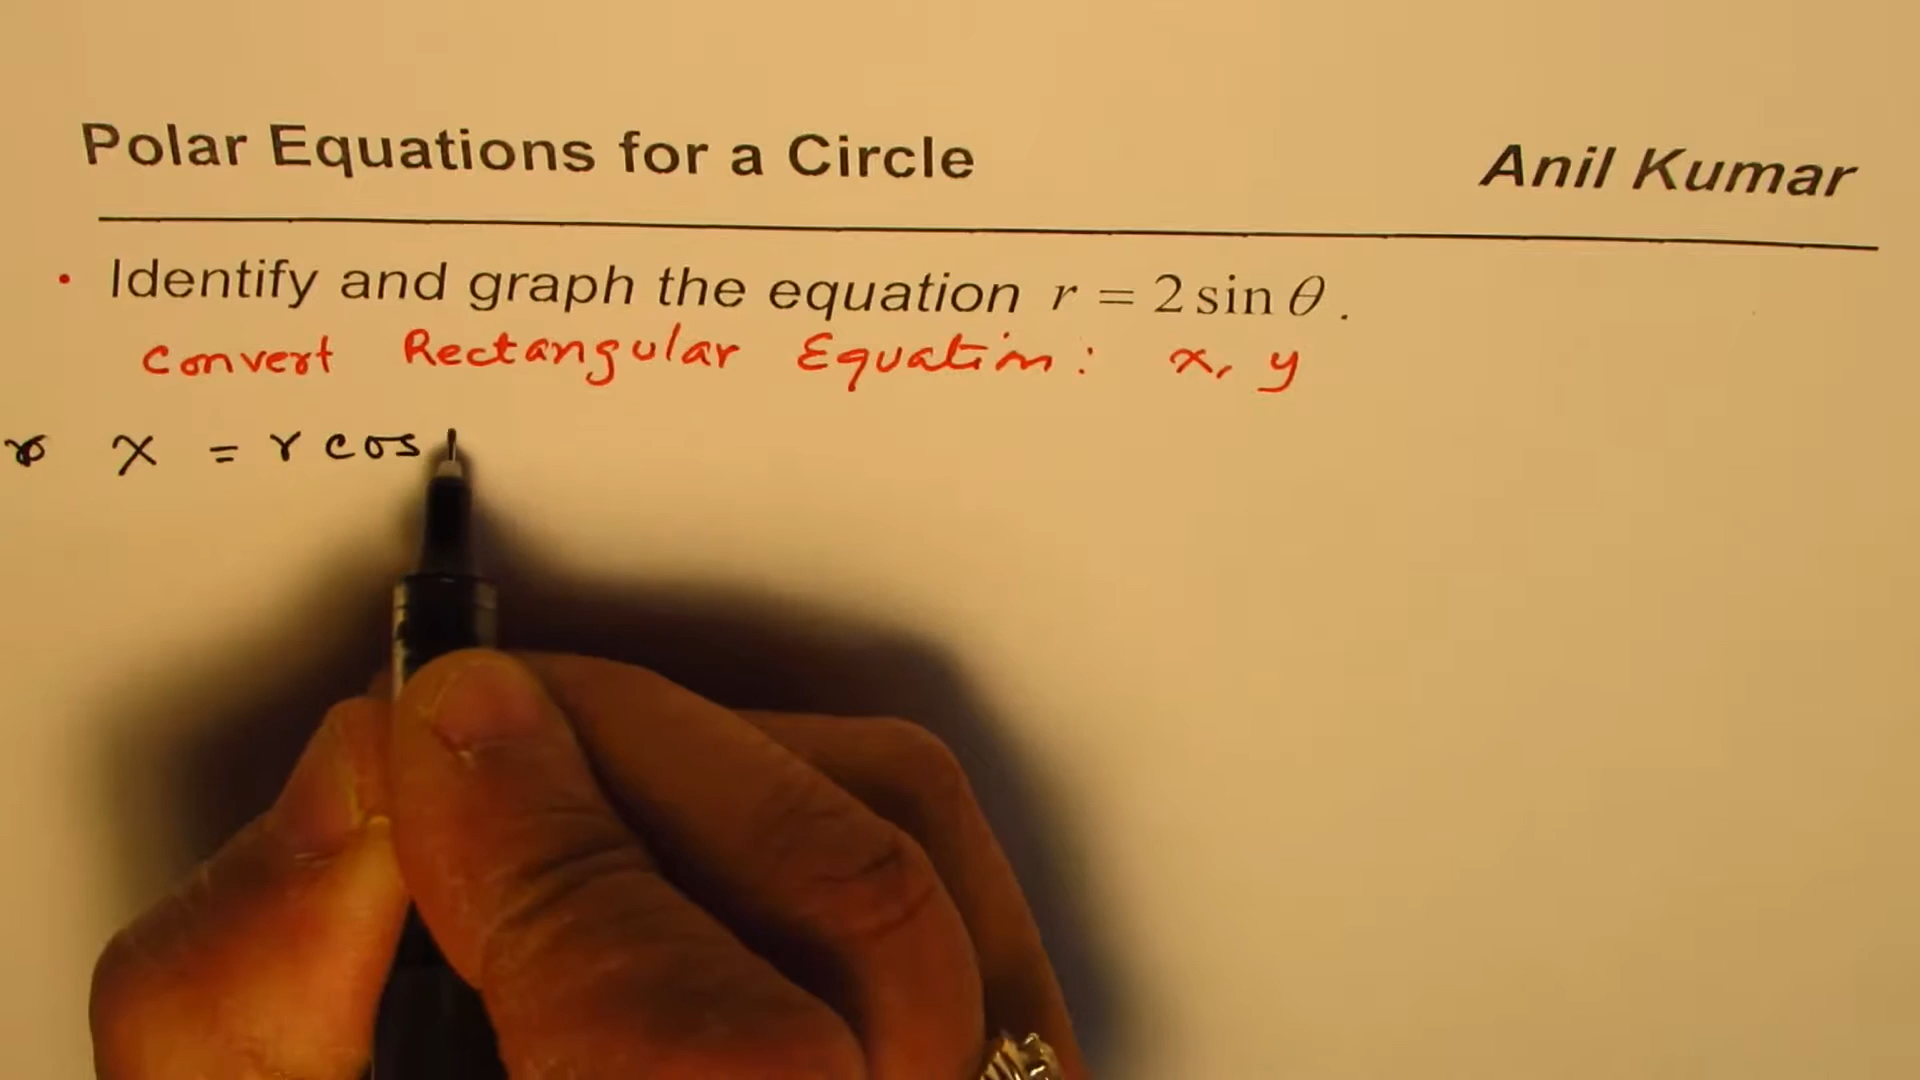 Polar Equations for a Circle Anil Kumar
• Identify and graph the equation r = 2 sin θ .
Convert Rectangular Equation: x, y
x = r cos